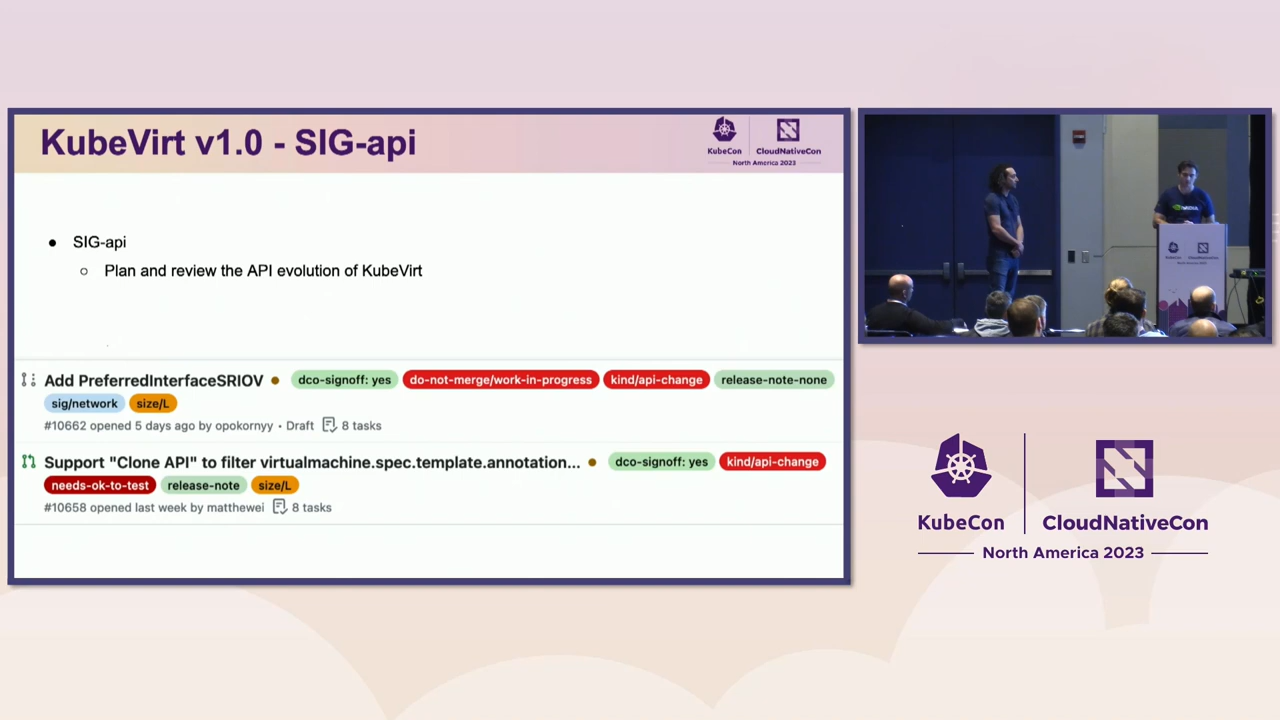 KubeVirt v1.0 - SIG-api
KubeCon
CloudNativeCon
North America 2023
● SIG-api
○ Plan and review the API evolution of KubeVirt
Add PreferredInterfaceSRIOV ● dco-signoff: yes do-not-merge/work-in-progress kind/api-change release-note-none
sig/network size/L
#10662 opened 5 days ago by opokornyy • Draft 8 tasks
Support "Clone API" to filter virtualmachine.spec.template.annotation... ● dco-signoff: yes kind/api-change
needs-ok-to-test release-note size/L
#10658 opened last week by matthewei 8 tasks
NVIDIA
KubeCon
CloudNativeCon
North America 2023